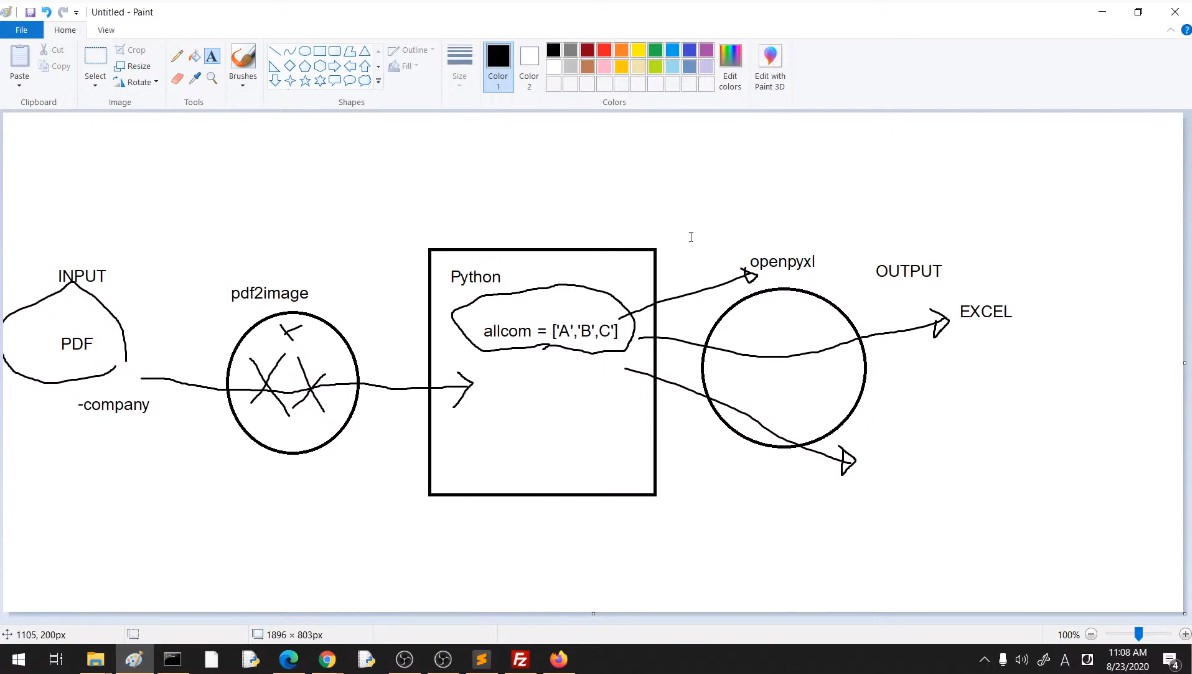 Untitled - Paint
File
Home
View
Paste
Cut
Copy
Clipboard
Select
Crop
Resize
Rotate
Image
Tools
Brushes
Shapes
Outline
Fill
Size
Color 1
Color 2
Colors
Edit colors
Edit with Paint 3D
INPUT
PDF
-company
pdf2image
Python
allcom = ['A','B',C']
openpyxl
OUTPUT
EXCEL
1105, 200px
1896 × 803px
100%
11:08 AM
8/23/2020